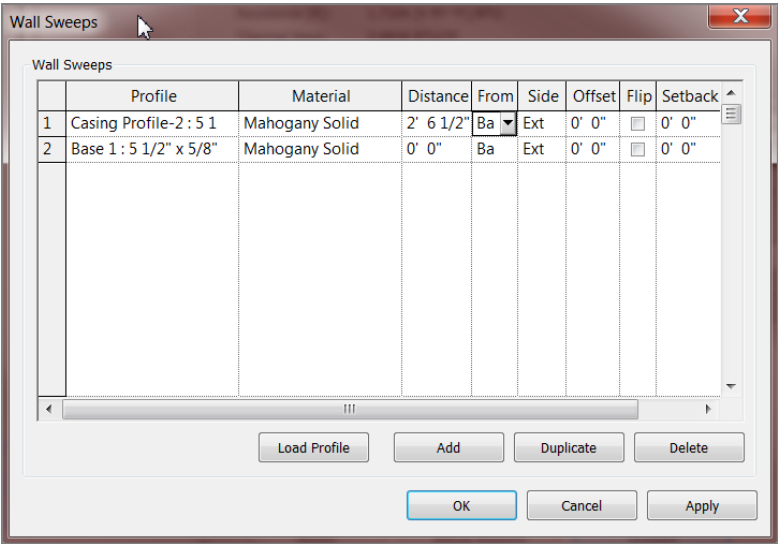 Wall Sweeps
Wall Sweeps
Profile Material Distance From Side Offset Flip Setback
1 Casing Profile-2 : 5 1 Mahogany Solid 2' 6 1/2" Ba Ext 0' 0" 0' 0"
2 Base 1 : 5 1/2" x 5/8" Mahogany Solid 0' 0" Ba Ext 0' 0" 0' 0"
Load Profile Add Duplicate Delete
OK Cancel Apply